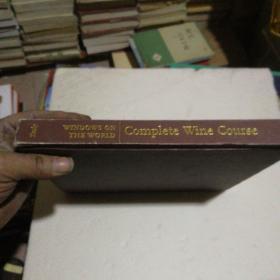 WINDOWS ON
THE WORLD
Complete Wine Course